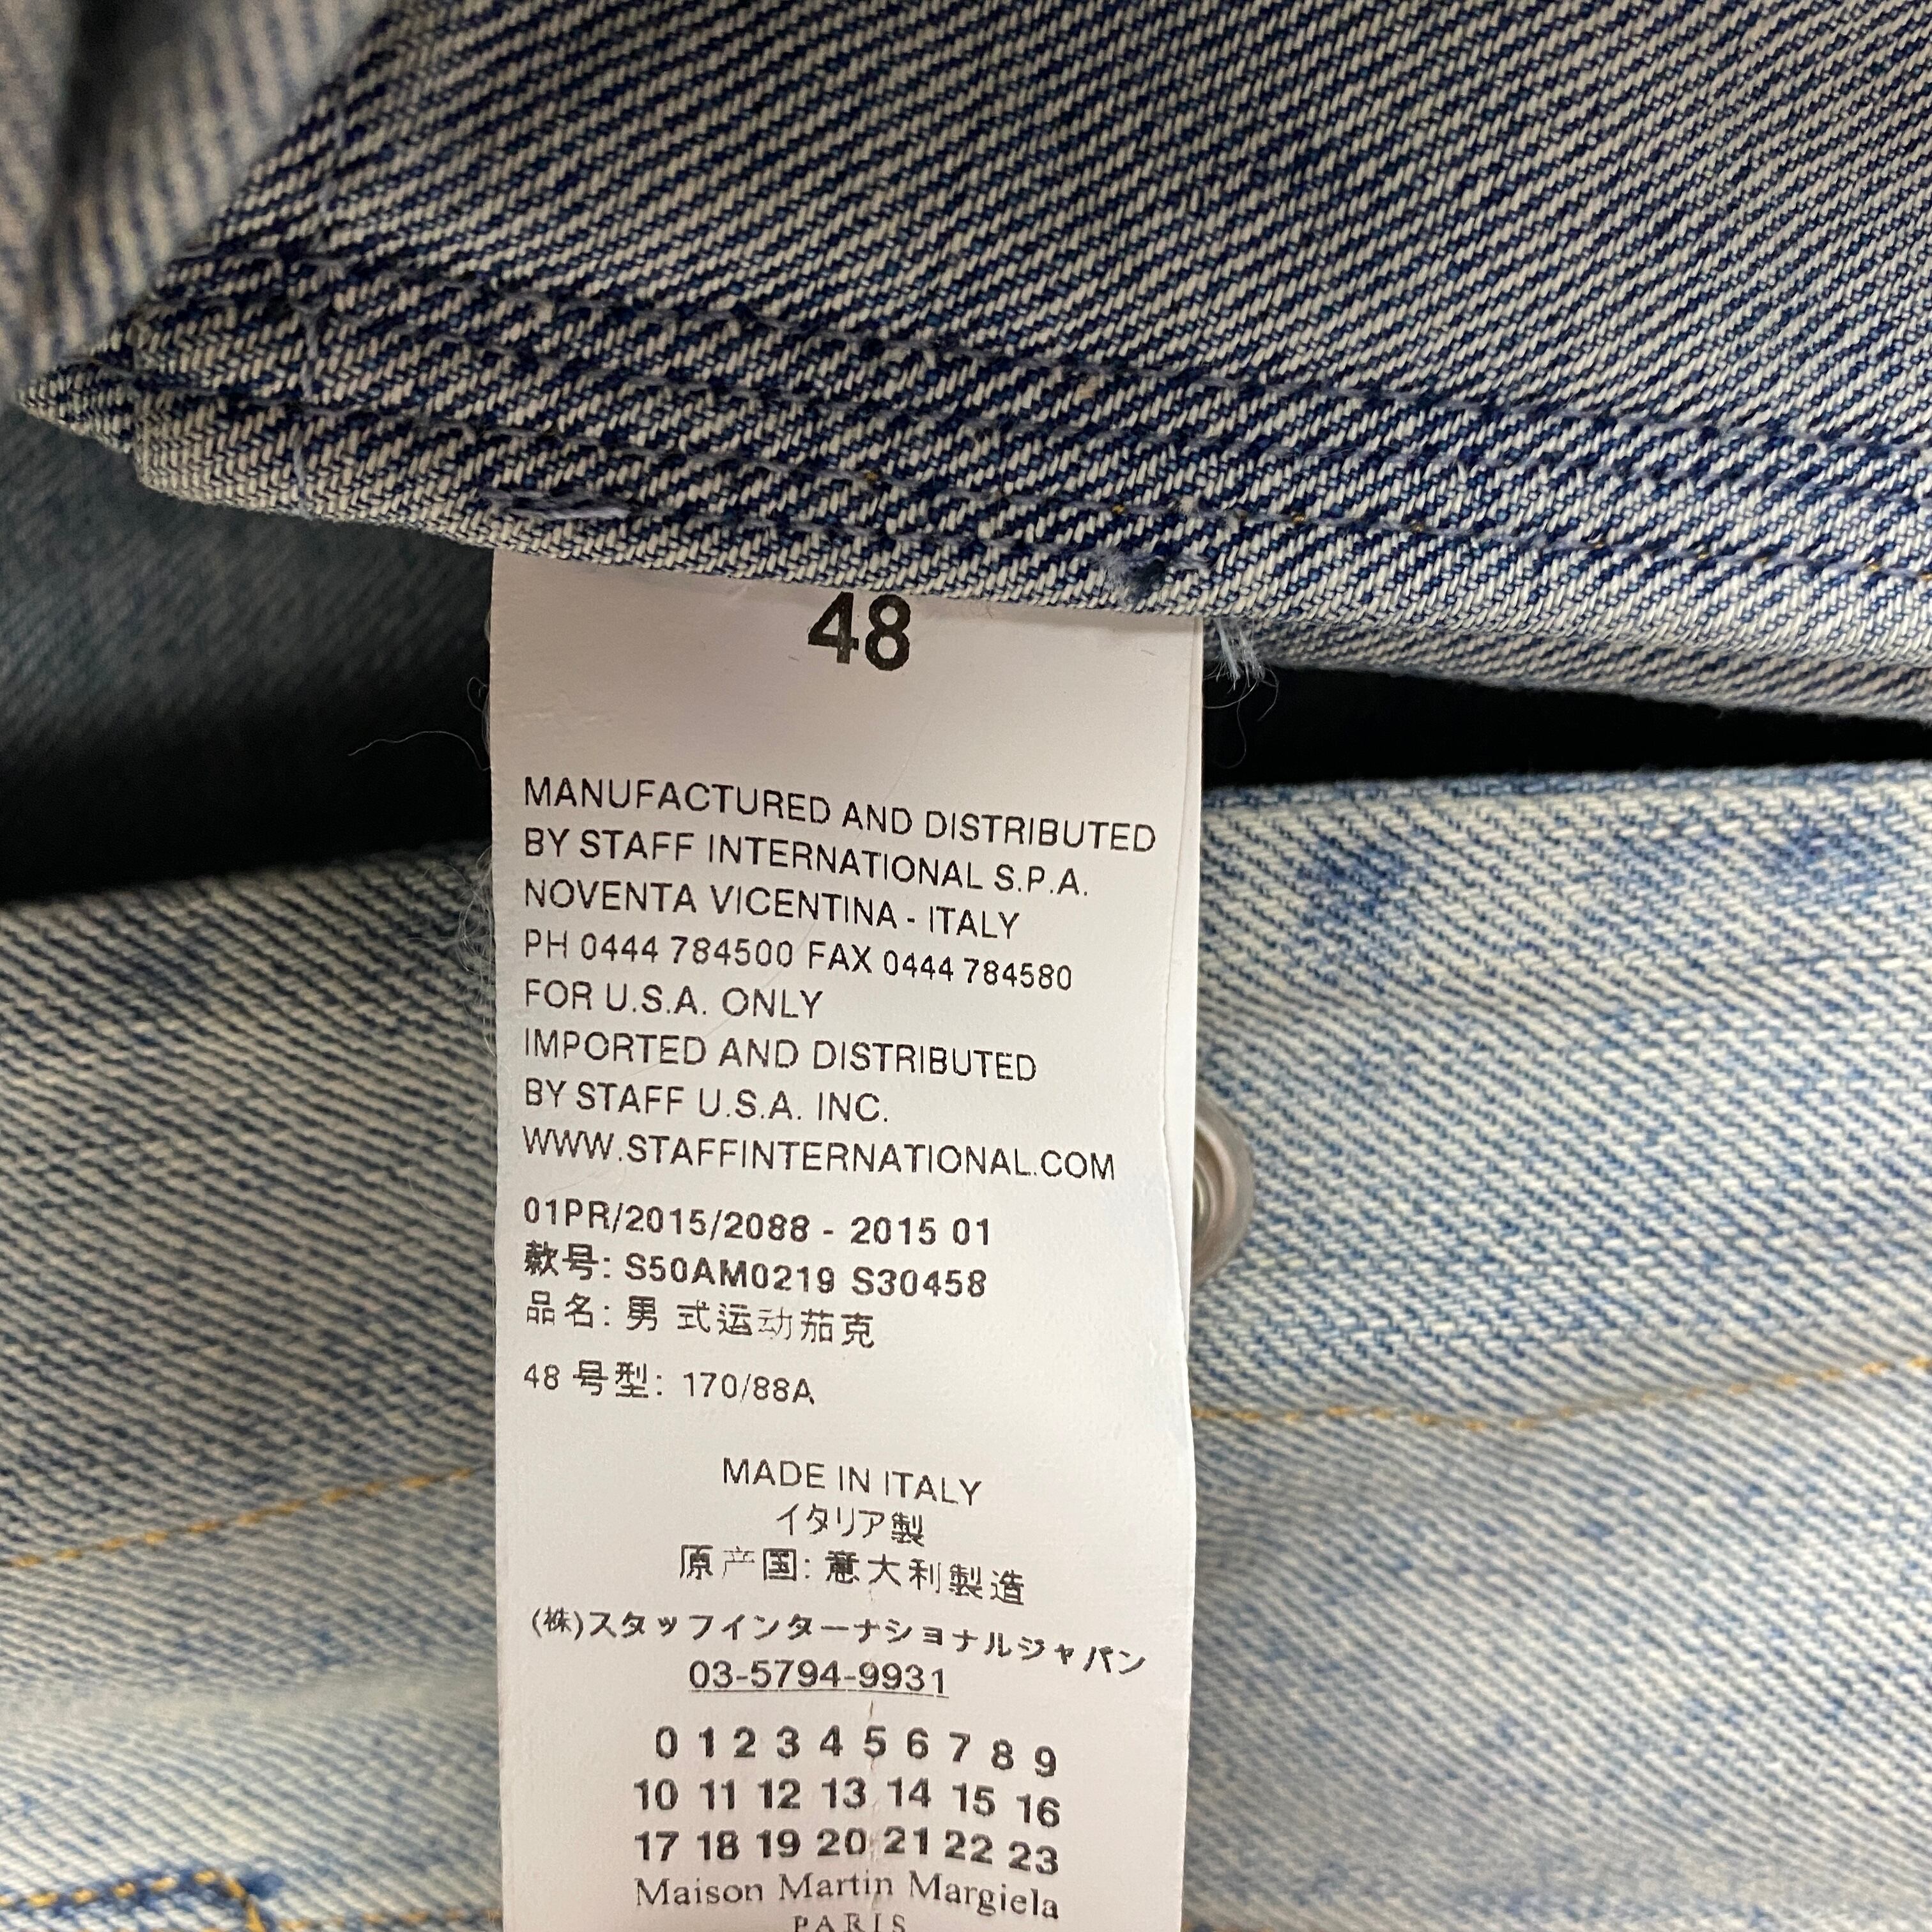 48
MANUFACTURED AND DISTRIBUTED
BY STAFF INTERNATIONAL S.P.A.
NOVENTA VICENTINA - ITALY
PH 0444 784500 FAX 0444 784580
FOR U.S.A. ONLY
IMPORTED AND DISTRIBUTED
BY STAFF U.S.A. INC.
WWW.STAFFINTERNATIONAL.COM
01PR/2015/2088 - 2015 01
款号: S50AM0219 S30458
品名: 男 式运动茄克
48 号型: 170/88A
MADE IN ITALY
イタリア製
原产国: 意大利製造
(株)スタッフインターナショナルジャパン
03-5794-9931
0 1 2 3 4 5 6 7 8 9
10 11 12 13 14 15 16
17 18 19 20 21 22 23
Maison Martin Margiela
PARIS